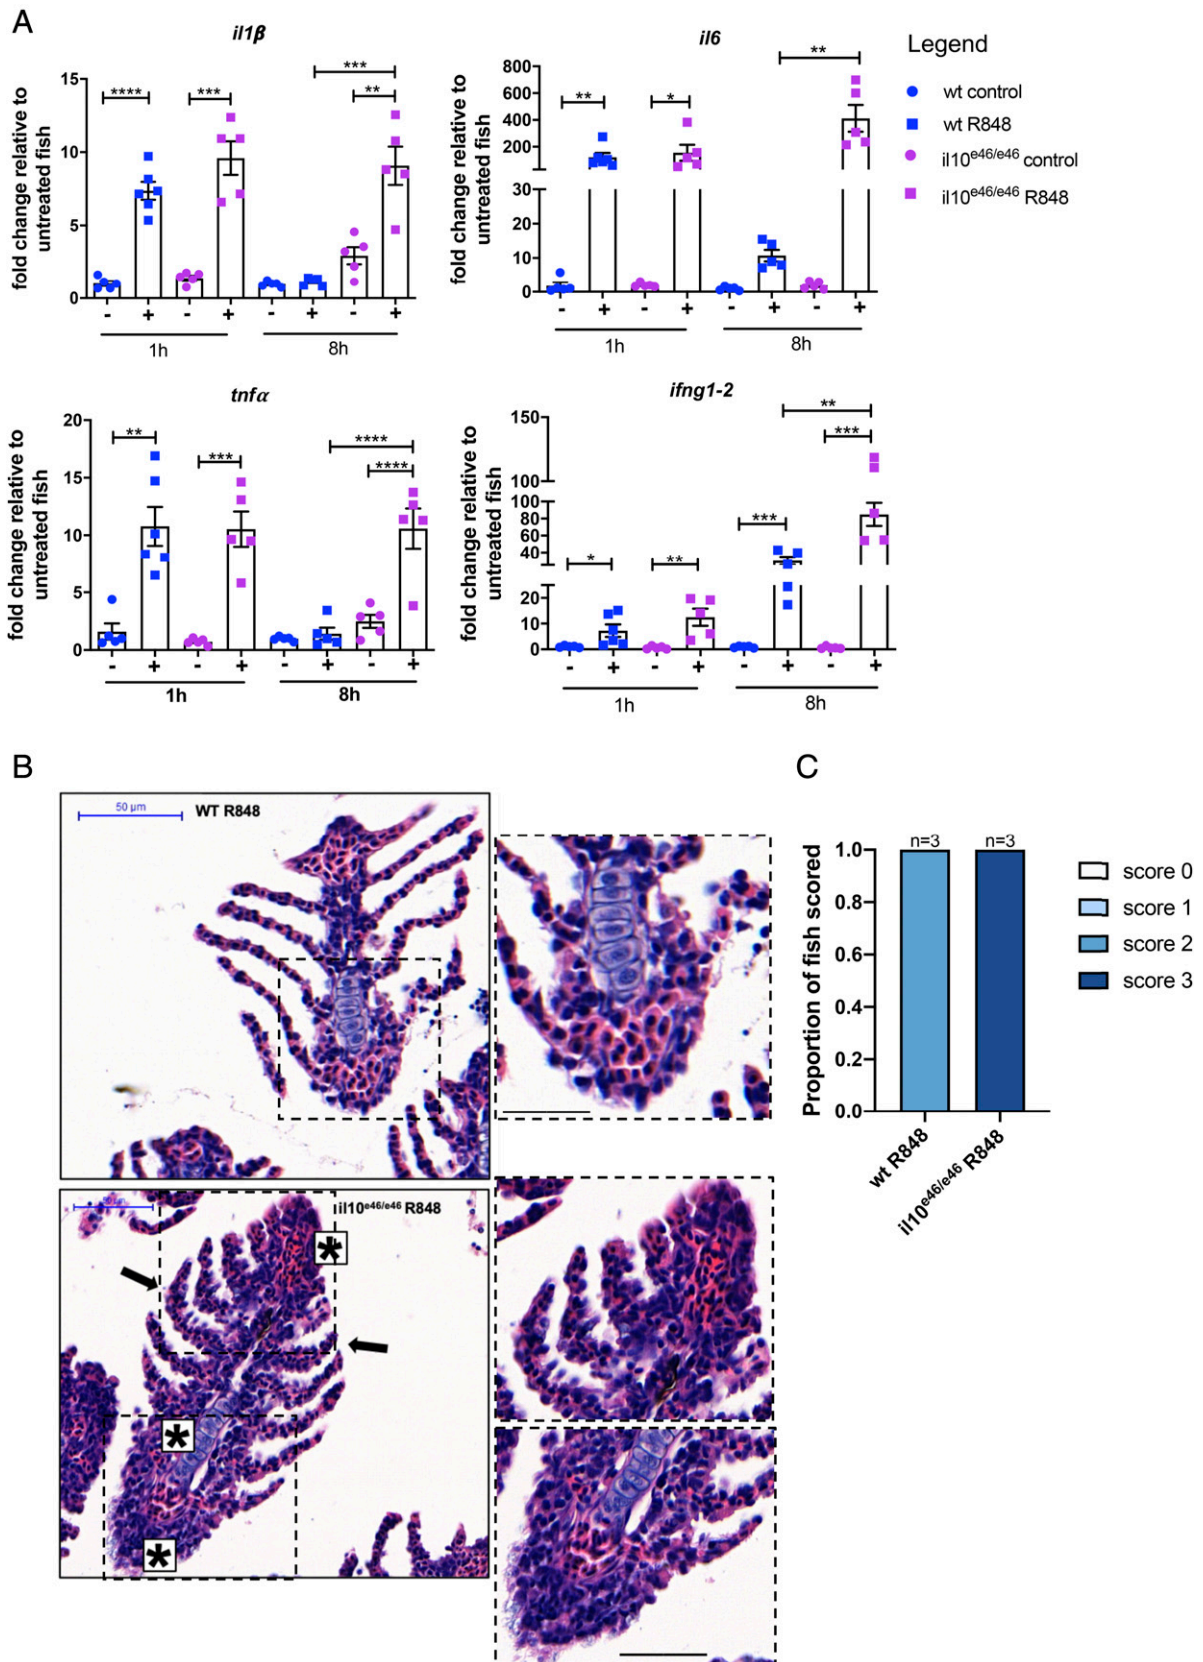 A
il1β
fold change relative to
untreated fish
15
10
5
0
**** *** *** **
- + - + - + - +
1h 8h
il6
fold change relative to
untreated fish
800
600
400
200
30
20
10
0
** * **
- + - + - + - +
1h 8h
Legend
wt control
wt R848
il10e46/e46 control
il10e46/e46 R848
tnfα
fold change relative to
untreated fish
20
15
10
5
0
** *** **** ****
- + - + - + - +
1h 8h
ifng1-2
fold change relative to
untreated fish
150
100
100
80
60
40
20
10
0
* ** *** ** ***
- + - + - + - +
1h 8h
B
50 µm WT R848
il10e46/e46 R848
*
*
*
C
Proportion of fish scored
1.0
0.8
0.6
0.4
0.2
0.0
n=3 n=3
wt R848
il10e46/e46 R848
score 0
score 1
score 2
score 3